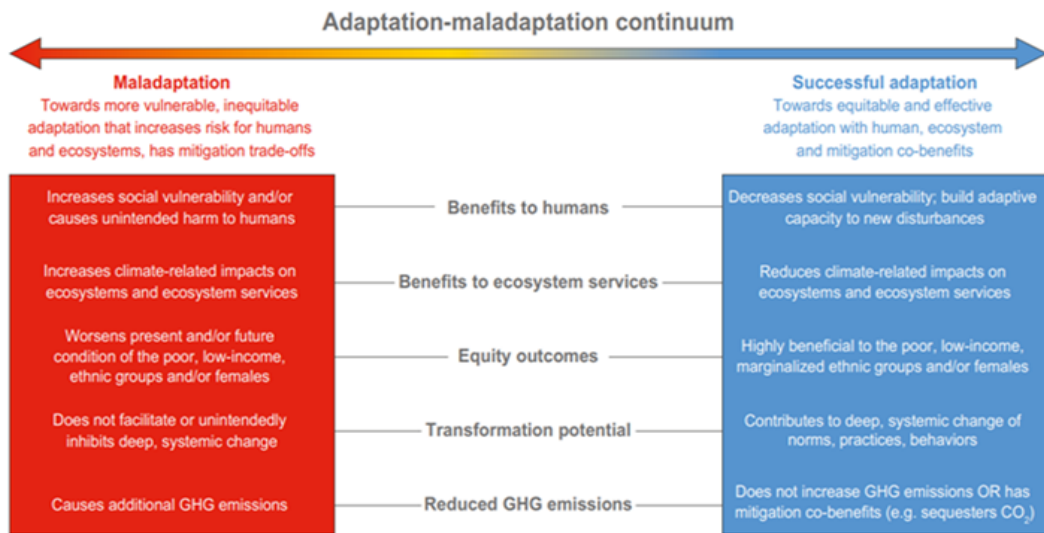 Adaptation-maladaptation continuum
Maladaptation
Towards more vulnerable, inequitable
adaptation that increases risk for humans
and ecosystems, has mitigation trade-offs
Successful adaptation
Towards equitable and effective
adaptation with human, ecosystem
and mitigation co-benefits
Increases social vulnerability and/or
causes unintended harm to humans
Benefits to humans
Decreases social vulnerability; build adaptive
capacity to new disturbances
Increases climate-related impacts on
ecosystems and ecosystem services
Benefits to ecosystem services
Reduces climate-related impacts on
ecosystems and ecosystem services
Worsens present and/or future
condition of the poor, low-income,
ethnic groups and/or females
Equity outcomes
Highly beneficial to the poor, low-income,
marginalized ethnic groups and/or females
Does not facilitate or unintendedly
inhibits deep, systemic change
Transformation potential
Contributes to deep, systemic change of
norms, practices, behaviors
Causes additional GHG emissions
Reduced GHG emissions
Does not increase GHG emissions OR has
mitigation co-benefits (e.g. sequesters CO₂)